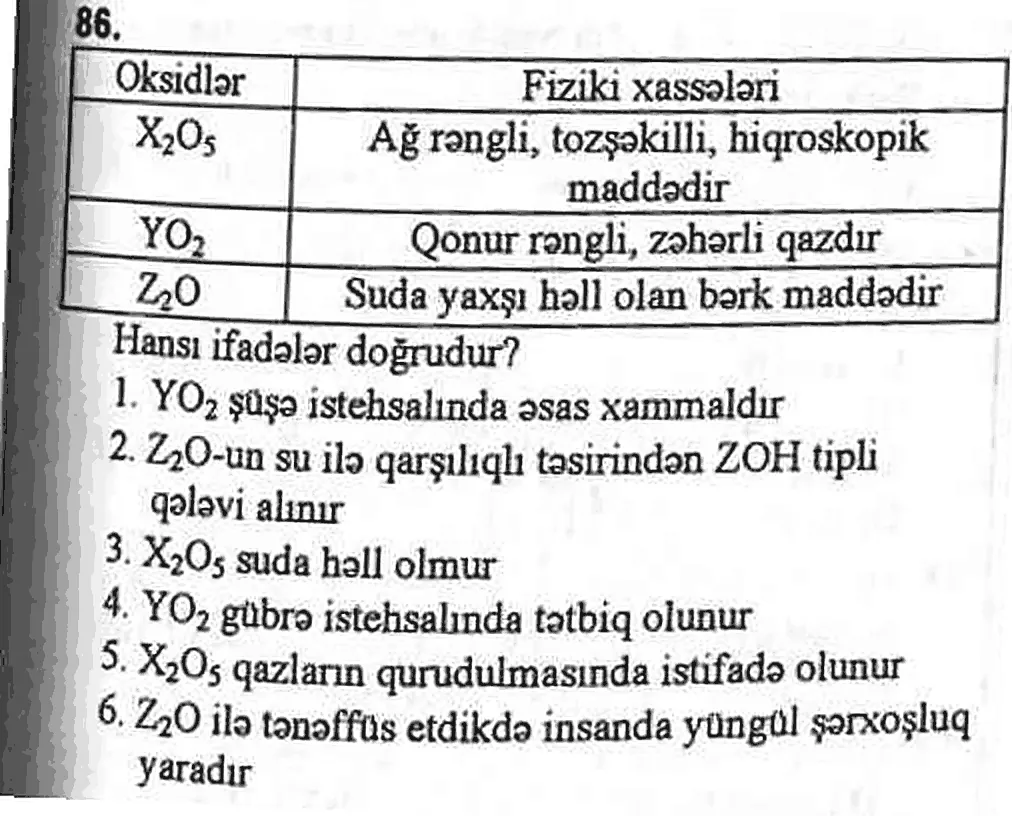 86.
Oksidlər Fiziki xassələri
X₂O₅ Ağ rəngli, tozşəkilli, hiqroskopik
maddədir
YO₂ Qonur rəngli, zəhərli qazdır
Z₂O Suda yaxşı həll olan bərk maddədir
Hansı ifadələr doğrudur?
1. YO₂ şüşə istehsalında əsas xammaldır
2. Z₂O-un su ilə qarşılıqlı təsirindən ZOH tipli
qələvi alınır
3. X₂O₅ suda həll olmur
4. YO₂ gübrə istehsalında tətbiq olunur
5. X₂O₅ qazların qurudulmasında istifadə olunur
6. Z₂O ilə tənəffüs etdikdə insanda yüngül şərxoşluq
yaradır